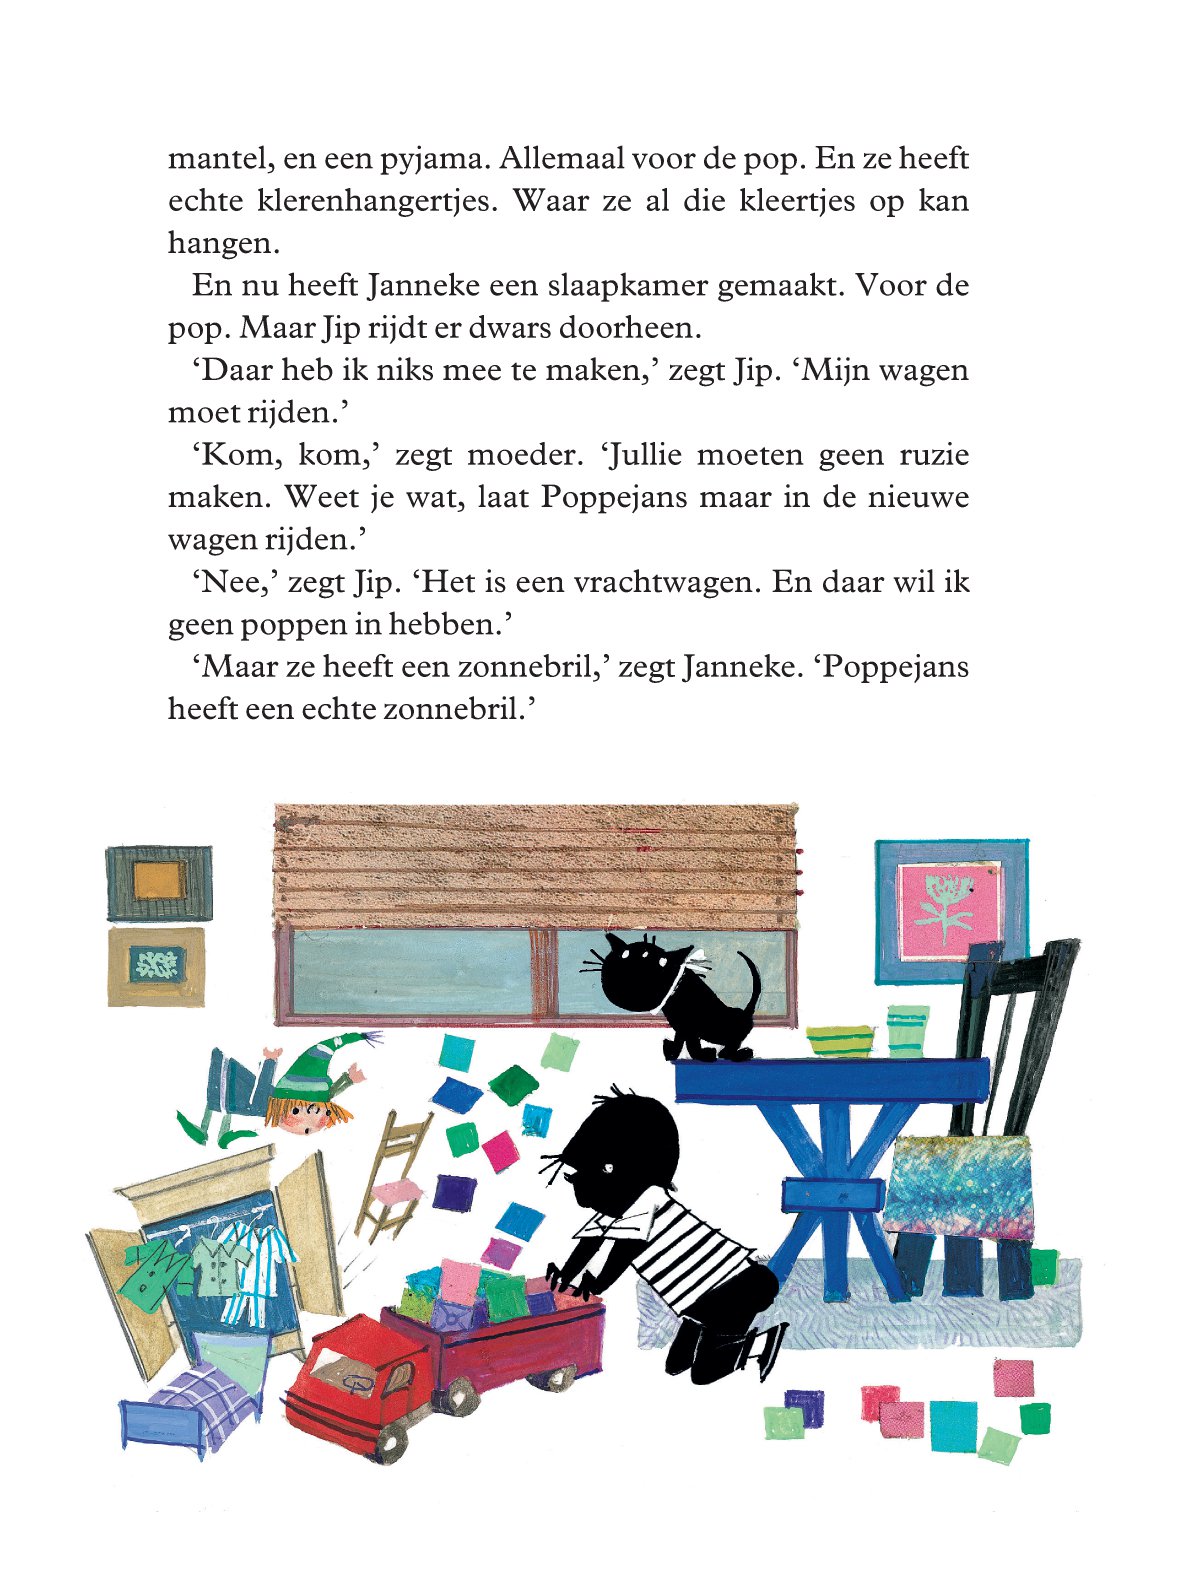 mantel, en een pyjama. Allemaal voor de pop. En ze heeft
echte klerenhangertjes. Waar ze al die kleertjes op kan
hangen.
En nu heeft Janneke een slaapkamer gemaakt. Voor de
pop. Maar Jip rijdt er dwars doorheen.
‘Daar heb ik niks mee te maken,’ zegt Jip. ‘Mijn wagen
moet rijden.’
‘Kom, kom,’ zegt moeder. ‘Jullie moeten geen ruzie
maken. Weet je wat, laat Poppejans maar in de nieuwe
wagen rijden.’
‘Nee,’ zegt Jip. ‘Het is een vrachtwagen. En daar wil ik
geen poppen in hebben.’
‘Maar ze heeft een zonnebril,’ zegt Janneke. ‘Poppejans
heeft een echte zonnebril.’